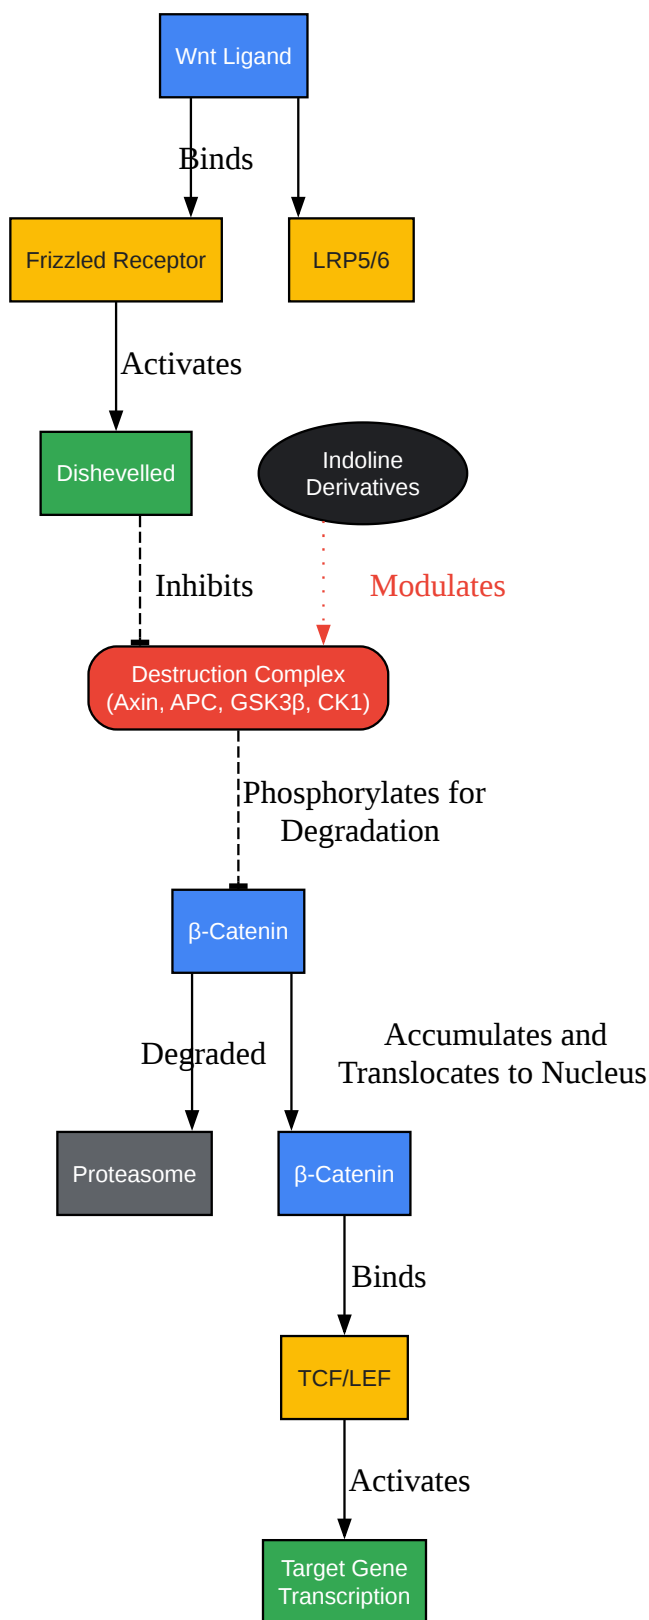 Wnt Ligand
Binds
Frizzled Receptor
LRP5/6
Activates
Dishevelled
Indoline
Derivatives
Inhibits
Modulates
Destruction Complex
(Axin, APC, GSK3β, CK1)
Phosphorylates for
Degradation
β-Catenin
Degraded
Accumulates and
Translocates to Nucleus
Proteasome
β-Catenin
Binds
TCF/LEF
Activates
Target Gene
Transcription